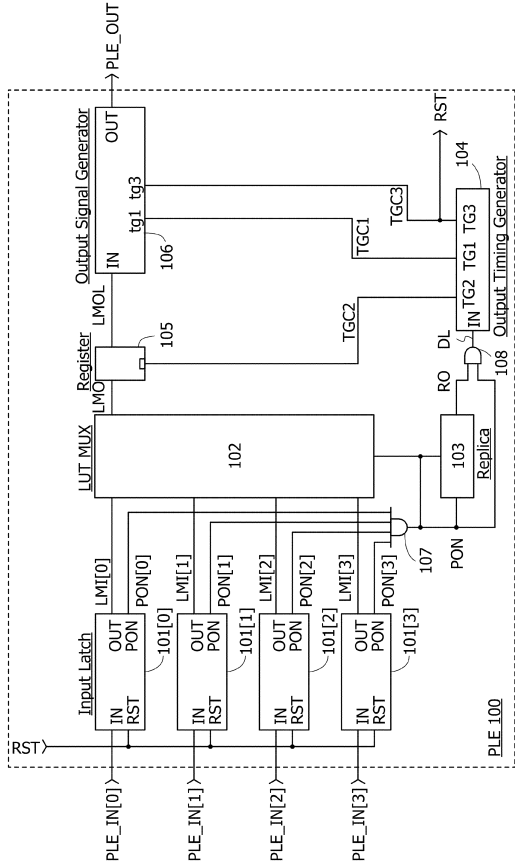 RST
PLE_IN[0]
PLE_IN[1]
PLE_IN[2]
PLE_IN[3]
Input Latch
IN
OUT
RST
PON
101[0]
IN
OUT
RST
PON
101[1]
IN
OUT
RST
PON
101[2]
IN
OUT
RST
PON
101[3]
LMI[0]
PON[0]
LMI[1]
PON[1]
LMI[2]
PON[2]
LMI[3]
PON[3]
LUT MUX
102
107
PON
103
Replica
RO
DL
108
LMO
Register
105
LMOL
TGC2
TGC1
TGC3
Output Signal Generator
IN
OUT
tg1
tg3
106
PLE_OUT
IN
TG2
TG1
TG3
104
Output Timing Generator
RST
PLE 100